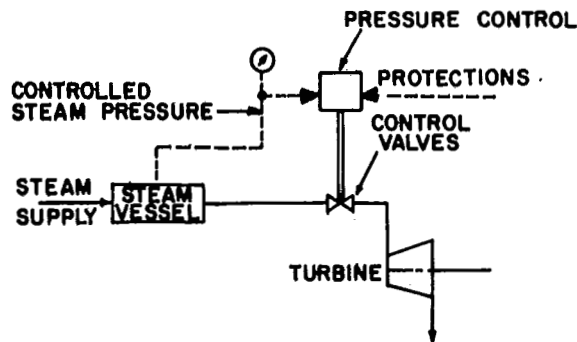 PRESSURE CONTROL
CONTROLLED
STEAM PRESSURE
PROTECTIONS
CONTROL
VALVES
STEAM
SUPPLY
STEAM
VESSEL
TURBINE